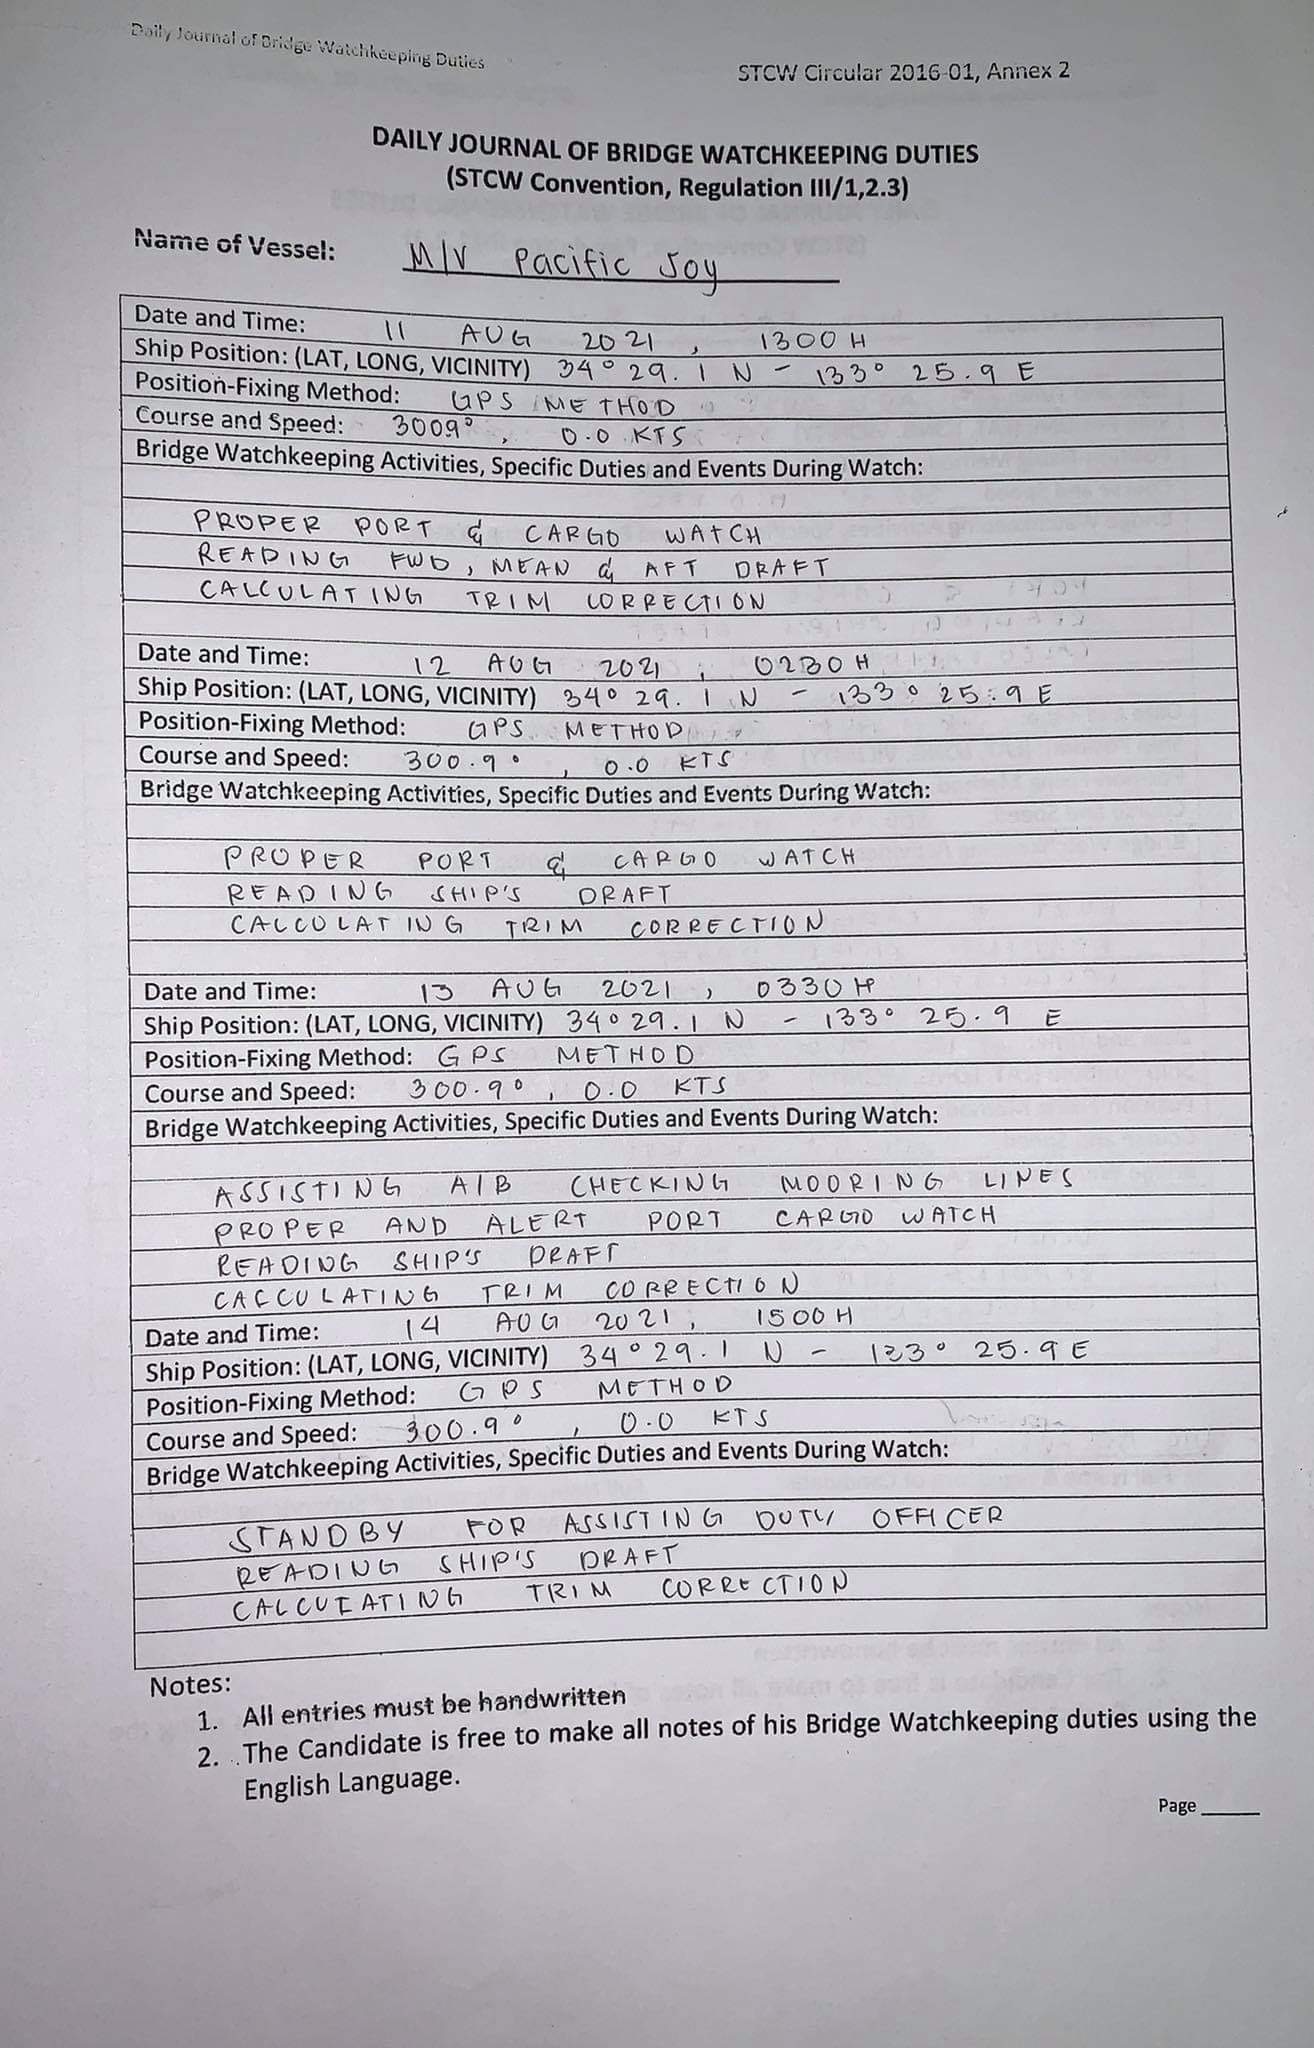 Daily Journal of Bridge Watchkeeping Duties
STCW Circular 2016-01, Annex 2
DAILY JOURNAL OF BRIDGE WATCHKEEPING DUTIES
(STCW Convention, Regulation III/1,2.3)
Name of Vessel: M/V Pacific Joy
Date and Time: 11 AUG 2021, 1300 H
Ship Position: (LAT, LONG, VICINITY) 34° 29.1 N - 133° 25.9 E
Position-Fixing Method: GPS METHOD
Course and Speed: 300.9°, 0.0 KTS
Bridge Watchkeeping Activities, Specific Duties and Events During Watch:
PROPER PORT & CARGO WATCH
READING FWD, MEAN & AFT DRAFT
CALCULATING TRIM CORRECTION
Date and Time: 12 AUG 2021, 0230 H
Ship Position: (LAT, LONG, VICINITY) 34° 29.1 N - 133° 25.9 E
Position-Fixing Method: GPS METHOD
Course and Speed: 300.9°, 0.0 KTS
Bridge Watchkeeping Activities, Specific Duties and Events During Watch:
PROPER PORT & CARGO WATCH
READING SHIP'S DRAFT
CALCULATING TRIM CORRECTION
Date and Time: 13 AUG 2021, 0330 H
Ship Position: (LAT, LONG, VICINITY) 34° 29.1 N - 133° 25.9 E
Position-Fixing Method: GPS METHOD
Course and Speed: 300.9°, 0.0 KTS
Bridge Watchkeeping Activities, Specific Duties and Events During Watch:
ASSISTING A/B CHECKING MOORING LINES
PROPER AND ALERT PORT CARGO WATCH
READING SHIP'S DRAFT
CALCULATING TRIM CORRECTION
Date and Time: 14 AUG 2021, 1500 H
Ship Position: (LAT, LONG, VICINITY) 34° 29.1 N - 133° 25.9 E
Position-Fixing Method: GPS METHOD
Course and Speed: 300.9°, 0.0 KTS
Bridge Watchkeeping Activities, Specific Duties and Events During Watch:
STANDBY FOR ASSISTING DUTY OFFICER
READING SHIP'S DRAFT
CALCULATING TRIM CORRECTION
Notes:
1. All entries must be handwritten
2. The Candidate is free to make all notes of his Bridge Watchkeeping duties using the
English Language.
Page